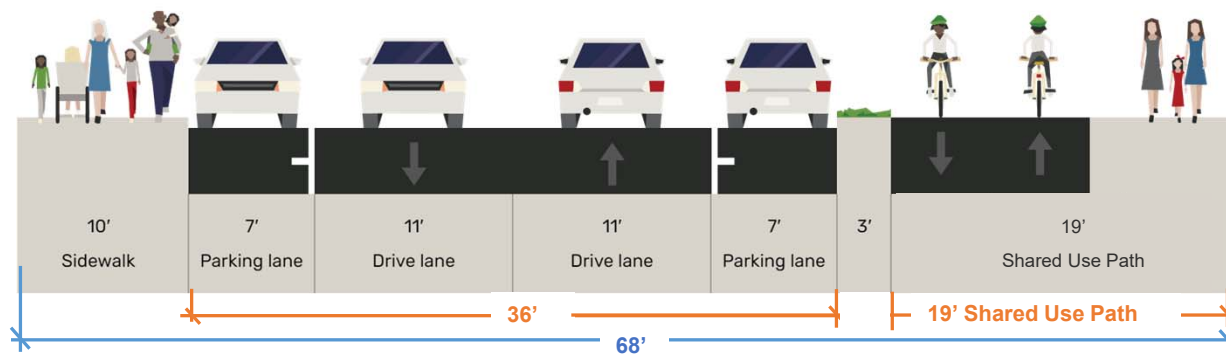 10’ 7’ 11’ 11’ 7’ 3’ 19’
Sidewalk Parking lane Drive lane Drive lane Parking lane Shared Use Path
36’ 19’ Shared Use Path
68’